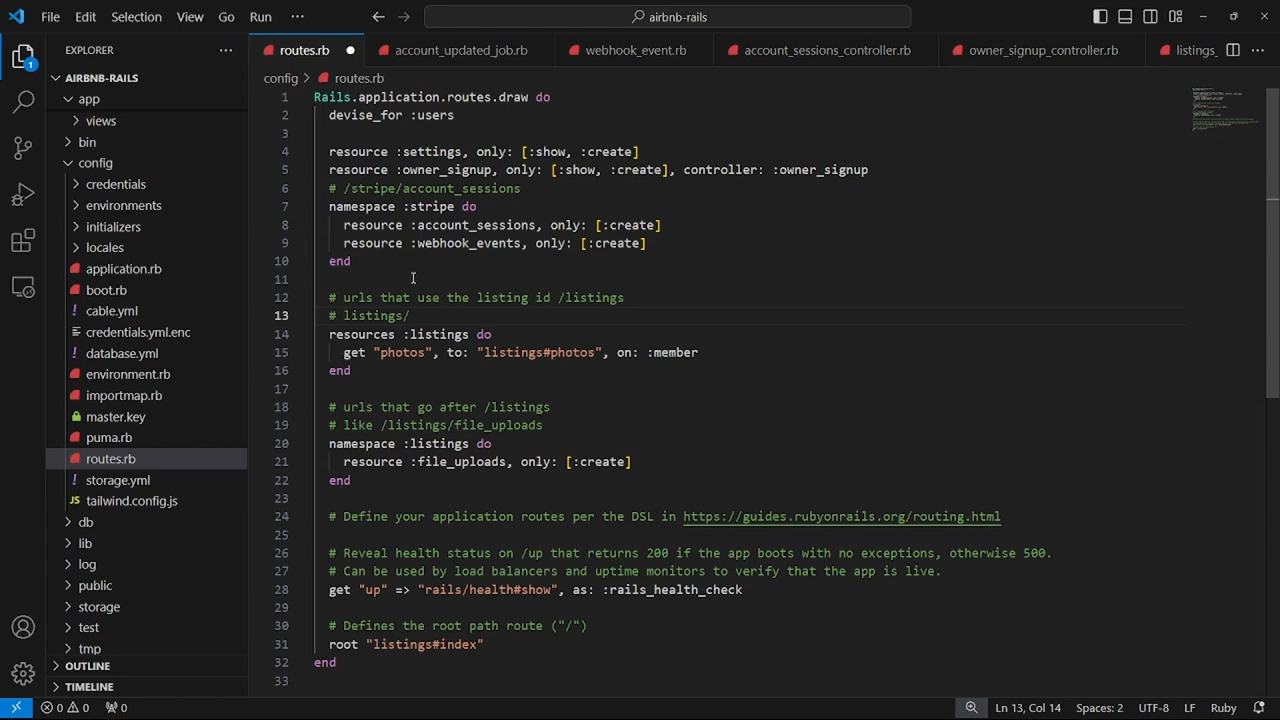 File Edit Selection View Go Run ··· airbnb-rails
EXPLORER
routes.rb account_updated_job.rb webhook_event.rb account_sessions_controller.rb owner_signup_controller.rb listings_
AIRBNB-RAILS
app
views
bin
config
credentials
environments
initializers
locales
application.rb
boot.rb
cable.yml
credentials.yml.enc
database.yml
environment.rb
importmap.rb
master.key
puma.rb
routes.rb
storage.yml
tailwind.config.js
db
lib
log
public
storage
test
tmp
OUTLINE
TIMELINE
1
config > routes.rb
1 Rails.application.routes.draw do
2 devise_for :users
3
4 resource :settings, only: [:show, :create]
5 resource :owner_signup, only: [:show, :create], controller: :owner_signup
6 # /stripe/account_sessions
7 namespace :stripe do
8 resource :account_sessions, only: [:create]
9 resource :webhook_events, only: [:create]
10 end
11
12 # urls that use the listing id /listings
13 # listings/
14 resources :listings do
15 get "photos", to: "listings#photos", on: :member
16 end
17
18 # urls that go after /listings
19 # like /listings/file_uploads
20 namespace :listings do
21 resource :file_uploads, only: [:create]
22 end
23
24 # Define your application routes per the DSL in https://guides.rubyonrails.org/routing.html
25
26 # Reveal health status on /up that returns 200 if the app boots with no exceptions, otherwise 500.
27 # Can be used by load balancers and uptime monitors to verify that the app is live.
28 get "up" => "rails/health#show", as: :rails_health_check
29
30 # Defines the root path route ("/")
31 root "listings#index"
32 end
33
0 0 0 Ln 13, Col 14 Spaces: 2 UTF-8 LF Ruby